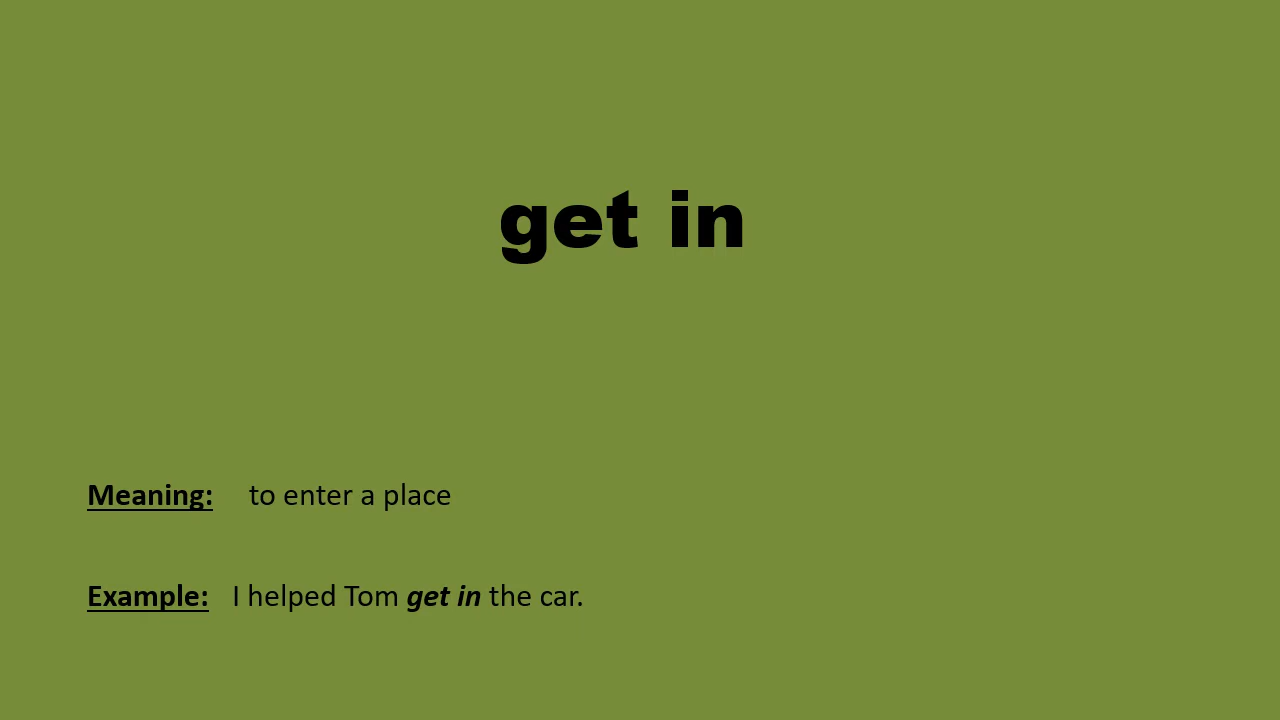 get in
Meaning: to enter a place
Example: I helped Tom get in the car.